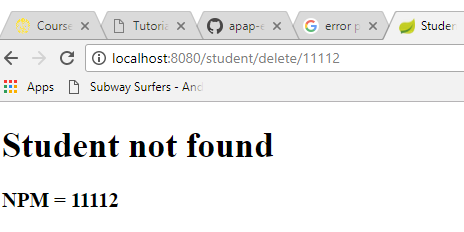 Course
Tutoria
apap-e
error p
Studen
localhost:8080/student/delete/11112
Apps
Subway Surfers - And
Student not found
NPM = 11112